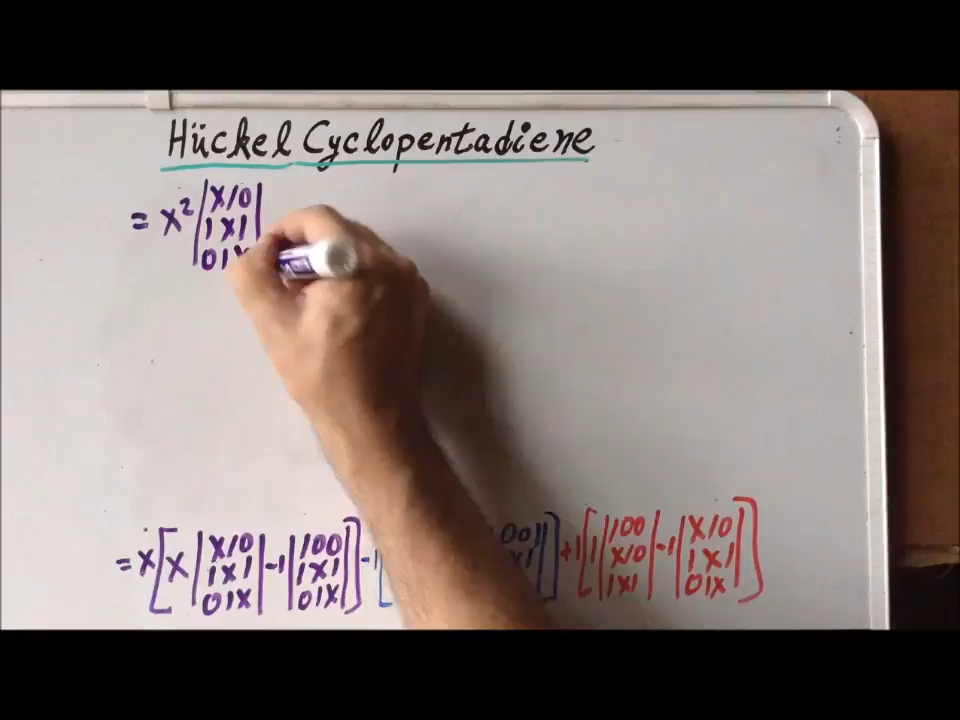 Hückel Cyclopentadiene
= x² | x 1 0 |
| 1 x 1 |
| 0 1 x
= x [ x | x 1 0 | -1 | 1 0 0 | ] -1 [ 0 0 1 | ] +1 [ 1 | 1 0 0 | -1 | x 1 0 | ]
| 1 x 1 | | 1 x 1 | x 1 | | x 1 0 | | 1 x 1 |
| 0 1 x | | 0 1 x | | 1 x 1 | | 0 1 x |